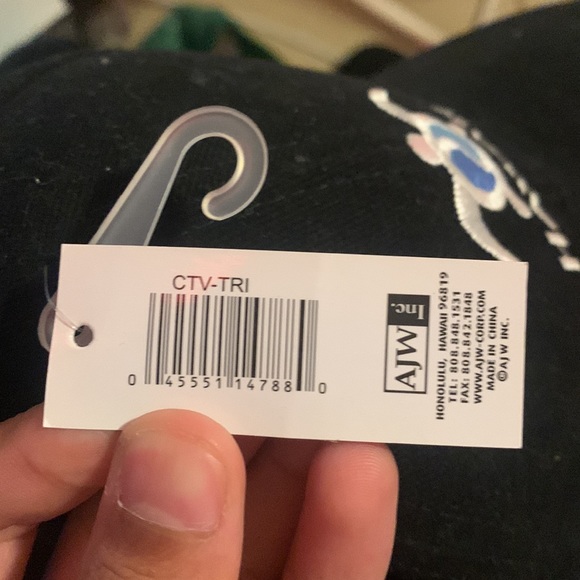 CTV-TRI
0 45551 14788 0
AJW Inc.
HONOLULU, HAWAII 96819
TEL: 808.848.1531
FAX: 808.842.1848
WWW.AJW-CORP.COM
MADE IN CHINA
©AJ W INC.